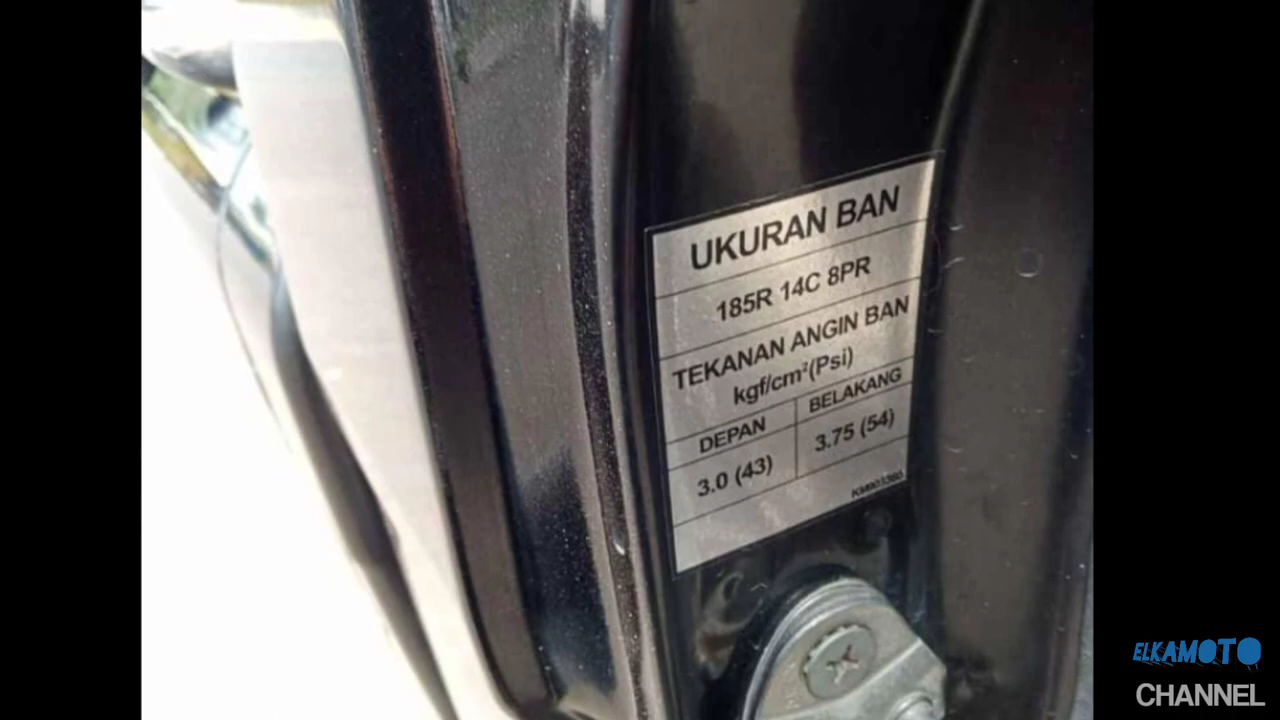 UKURAN BAN
185R 14C 8PR
TEKANAN ANGIN BAN
kgf/cm²(Psi)
DEPAN BELAKANG
3.0 (43) 3.75 (54)
ELKAMOTO
CHANNEL